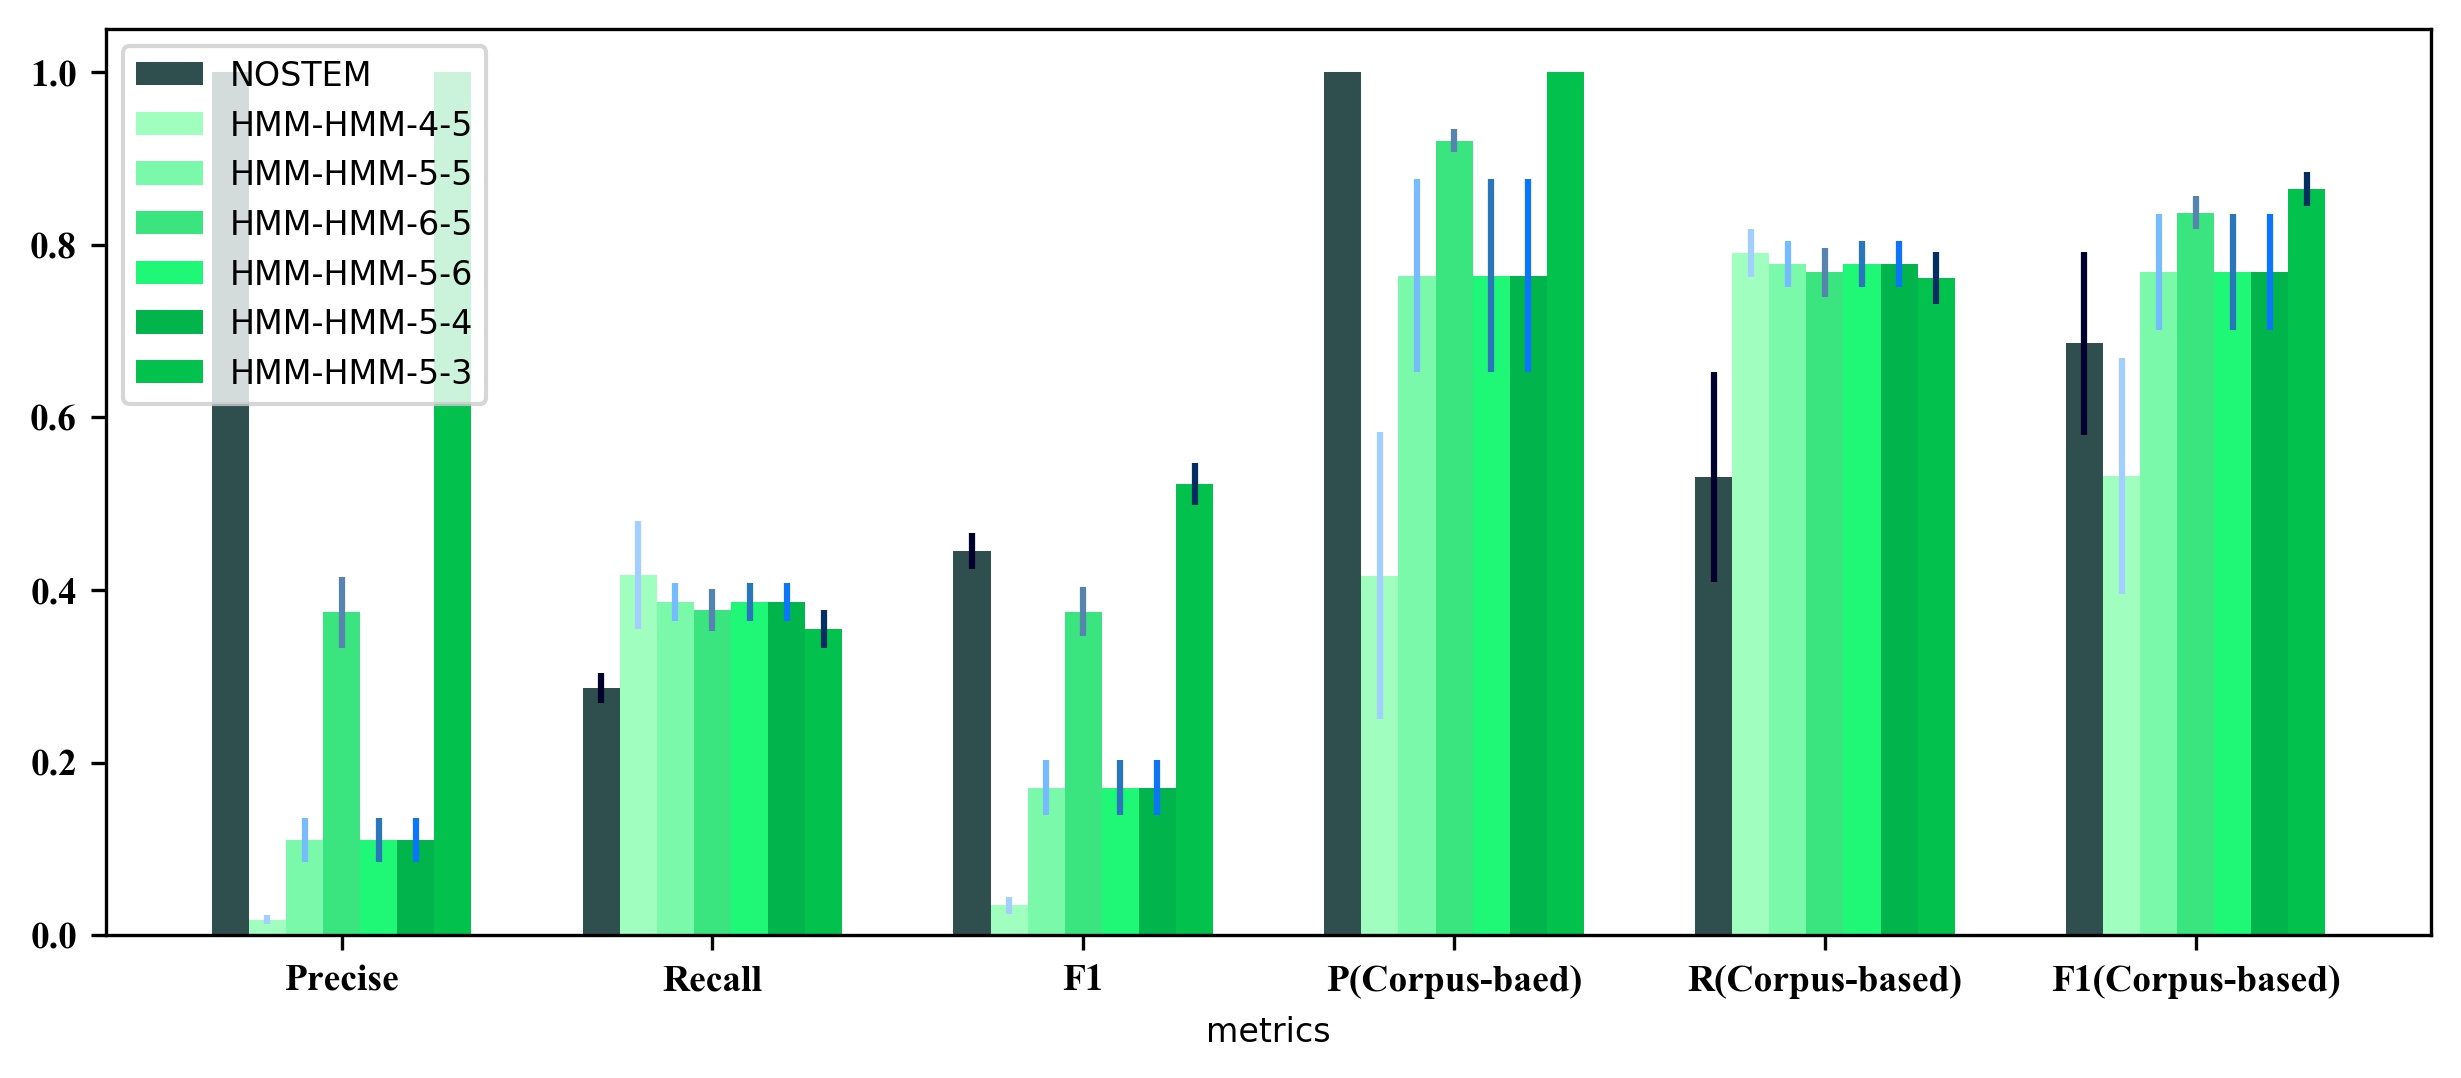 NOSTEM
HMM-HMM-4-5
HMM-HMM-5-5
HMM-HMM-6-5
HMM-HMM-5-6
HMM-HMM-5-4
HMM-HMM-5-3
1.0
0.8
0.6
0.4
0.2
0.0
Precise Recall F1 P(Corpus-baed) R(Corpus-based) F1(Corpus-based)
metrics